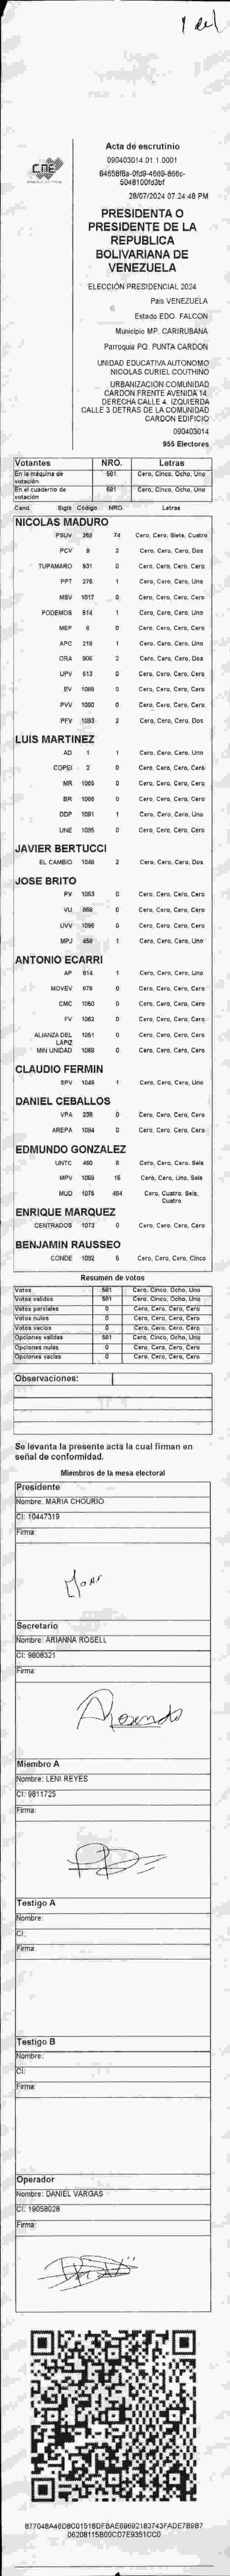 1 del
CNE
Acta de escrutinio
090403014.01.1.0001
84658f8a-0fd9-4669-866c-
5048100fd3bf
28/07/2024 07:24:48 PM
PRESIDENTA O
PRESIDENTE DE LA
REPUBLICA
BOLIVARIANA DE
VENEZUELA
ELECCIÓN PRESIDENCIAL 2024
País VENEZUELA
Estado EDO. FALCON
Municipio MP. CARIRUBANA
Parroquia PQ. PUNTA CARDON
UNIDAD EDUCATIVA AUTONOMO
NICOLAS CURIEL COUTHINO
URBANIZACION COMUNIDAD
CARDON FRENTE AVENIDA 14.
DERECHA CALLE 4. IZQUIERDA
CALLE 3 DETRAS DE LA COMUNIDAD
CARDON EDIFICIO
090403014
955 Electores
Votantes NRO. Letras
En la máquina de votación 581 Cero, Cinco, Ocho, Uno
En el cuaderno de votación 581 Cero, Cinco, Ocho, Uno
Cand. Sigla Código NRO. Letras
NICOLAS MADURO
PSUV 269 74 Cero, Cero, Siete, Cuatro
PCV 9 2 Cero, Cero, Cero, Dos
TUPAMARO 931 0 Cero, Cero, Cero, Cero
PPT 276 1 Cero, Cero, Cero, Uno
MSV 1017 0 Cero, Cero, Cero, Cero
PODEMOS 514 1 Cero, Cero, Cero, Uno
MEP 6 0 Cero, Cero, Cero, Cero
APC 219 1 Cero, Cero, Cero, Uno
ORA 906 2 Cero, Cero, Cero, Dos
UPV 613 0 Cero, Cero, Cero, Cero
EV 1089 0 Cero, Cero, Cero, Cero
PVV 1090 0 Cero, Cero, Cero, Cero
PFV 1093 2 Cero, Cero, Cero, Dos
LUIS MARTINEZ
AD 1 1 Cero, Cero, Cero, Uno
COPEI 2 0 Cero, Cero, Cero, Cero
MR 1065 0 Cero, Cero, Cero, Cero
BR 1066 0 Cero, Cero, Cero, Cero
DDP 1091 1 Cero, Cero, Cero, Uno
UNE 1095 0 Cero, Cero, Cero, Cero
JAVIER BERTUCCI
EL CAMBIO 1048 2 Cero, Cero, Cero, Dos
JOSE BRITO
PV 1053 0 Cero, Cero, Cero, Cero
VU 868 0 Cero, Cero, Cero, Cero
UVV 1096 0 Cero, Cero, Cero, Cero
MPJ 459 1 Cero, Cero, Cero, Uno
ANTONIO ECARRI
AP 814 1 Cero, Cero, Cero, Uno
MOVEV 879 0 Cero, Cero, Cero, Cero
CMC 1050 0 Cero, Cero, Cero, Cero
FV 1062 0 Cero, Cero, Cero, Cero
ALIANZA DEL LAPIZ 1051 0 Cero, Cero, Cero, Cero
MIN UNIDAD 1069 0 Cero, Cero, Cero, Cero
CLAUDIO FERMIN
SPV 1049 1 Cero, Cero, Cero, Uno
DANIEL CEBALLOS
VPA 238 0 Cero, Cero, Cero, Cero
AREPA 1094 0 Cero, Cero, Cero, Cero
EDMUNDO GONZALEZ
UNTC 460 6 Cero, Cero, Cero, Seis
MPV 1069 16 Cero, Cero, Uno, Seis
MUD 1075 464 Cero, Cuatro, Seis, Cuatro
ENRIQUE MARQUEZ
CENTRADOS 1073 0 Cero, Cero, Cero, Cero
BENJAMIN RAUSSEO
CONDE 1092 5 Cero, Cero, Cero, Cinco
Resumen de votos
Votos 581 Cero, Cinco, Ocho, Uno
Votos validos 581 Cero, Cinco, Ocho, Uno
Votos parciales 0 Cero, Cero, Cero, Cero
Votos nulos 0 Cero, Cero, Cero, Cero
Votos vacios 0 Cero, Cero, Cero, Cero
Opciones validas 581 Cero, Cinco, Ocho, Uno
Opciones nulas 0 Cero, Cero, Cero, Cero
Opciones vacias 0 Cero, Cero, Cero, Cero
Observaciones:
Se levanta la presente acta la cual firman en
señal de conformidad.
Miembros de la mesa electoral
Presidente
Nombre: MARIA CHOURIO
CI: 10447319
Firma:
Secretario
Nombre: ARIANNA ROSELL
CI: 9808321
Firma:
Miembro A
Nombre: LENI REYES
CI: 9811725
Firma:
Testigo A
Nombre:
CI:
Firma:
Testigo B
Nombre:
CI:
Firma:
Operador
Nombre: DANIEL VARGAS
CI: 19058028
Firma:
877048A46D8C01516DFBAE69692183743FADE7B9B7
06208115B00CD7E9351CC0